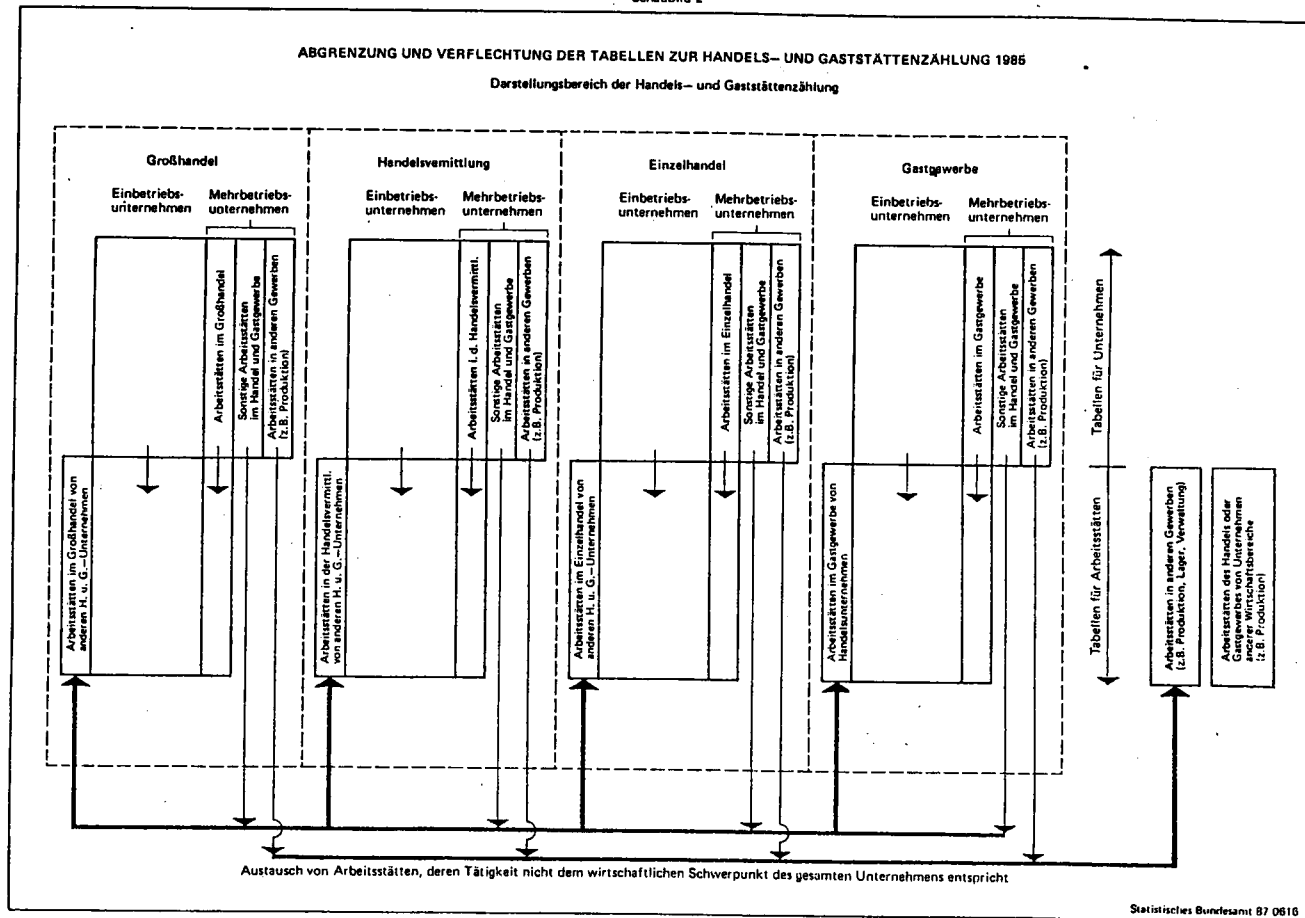 ABGRENZUNG UND VERFLECHTUNG DER TABELLEN ZUR HANDELS– UND GASTSTÄTTENZÄHLUNG 1985
Darstellungsbereich der Handels– und Gaststättenzählung
Großhandel
Einbetriebs-
unternehmen
Mehrbetriebs-
unternehmen
Arbeitsstätten im Großhandel
Sonstige Arbeitsstätten
im Handel und Gastgewerbe
Arbeitsstätten in anderen Gewerben
(z.B. Produktion)
Arbeitsstätten im Großhandel von
anderen H. u. G.–Unternehmen
Handelsvemittlung
Einbetriebs-
unternehmen
Mehrbetriebs-
unternehmen
Arbeitsstätten i. d. Handelsvermittl.
Sonstige Arbeitsstätten
im Handel und Gastgewerbe
Arbeitsstätten in anderen Gewerben
(z.B. Produktion)
Arbeitsstätten in der Handelsvermittl.
von anderen H. u. G.–Unternehmen
Einzelhandel
Einbetriebs-
unternehmen
Mehrbetriebs-
unternehmen
Arbeitsstätten im Einzelhandel
Sonstige Arbeitsstätten
im Handel und Gastgewerbe
Arbeitsstätten in anderen Gewerben
(z.B. Produktion)
Arbeitsstätten im Einzelhandel von
anderen H. u. G.–Unternehmen
Gastgewerbe
Einbetriebs-
unternehmen
Mehrbetriebs-
unternehmen
Arbeitsstätten im Gastgewerbe
Sonstige Arbeitsstätten
im Handel und Gastgewerbe
Arbeitsstätten in anderen Gewerben
(z.B. Produktion)
Arbeitsstätten im Gastgewerbe von
Handelsunternehmen
Tabellen für Unternehmen
Tabellen für Arbeitsstätten
Arbeitsstätten in anderen Gewerben
(z.B. Produktion, Lager, Verwaltung)
Arbeitsstätten des Handels oder
Gastgewerbes von Unternehmen
anderer Wirtschaftsbereiche
(z.B. Produktion)
Austausch von Arbeitsstätten, deren Tätigkeit nicht dem wirtschaftlichen Schwerpunkt des gesamten Unternehmens entspricht
Statistisches Bundesamt 87 0616